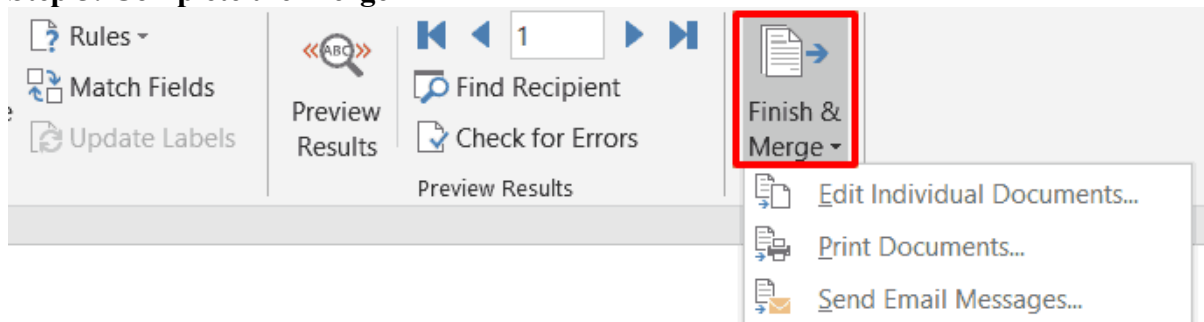 Rules
Match Fields
Update Labels
«ABC»
Preview
Results
1
Find Recipient
Check for Errors
Preview Results
Finish &
Merge
Edit Individual Documents...
Print Documents...
Send Email Messages...